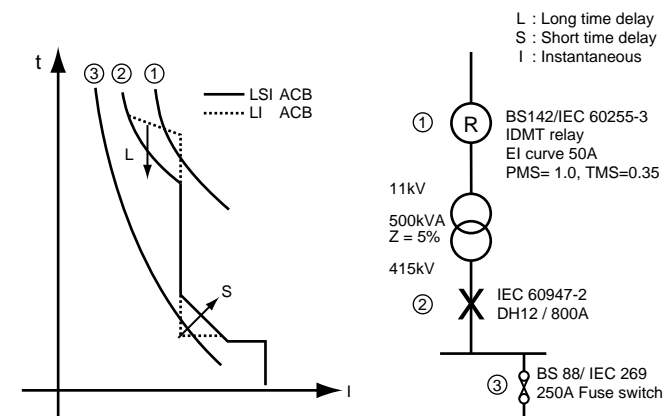 L : Long time delay
S : Short time delay
I : Instantaneous
t
③ ② ①
LSI ACB
LI ACB
L
S
I
①
R
BS142/IEC 60255-3
IDMT relay
EI curve 50A
PMS= 1.0, TMS=0.35
11kV
500kVA
Z = 5%
415kV
②
IEC 60947-2
DH12 / 800A
③
BS 88/ IEC 269
250A Fuse switch